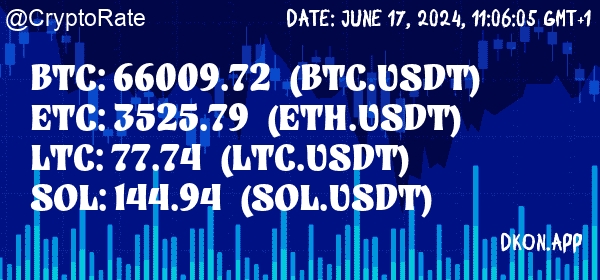 @CryptoRate
DATE: JUNE 17, 2024, 11:06:05 GMT+1
BTC: 66009.72 (BTC.USDT)
ETC: 3525.79 (ETH.USDT)
LTC: 77.74 (LTC.USDT)
SOL: 144.94 (SOL.USDT)
DKON.APP